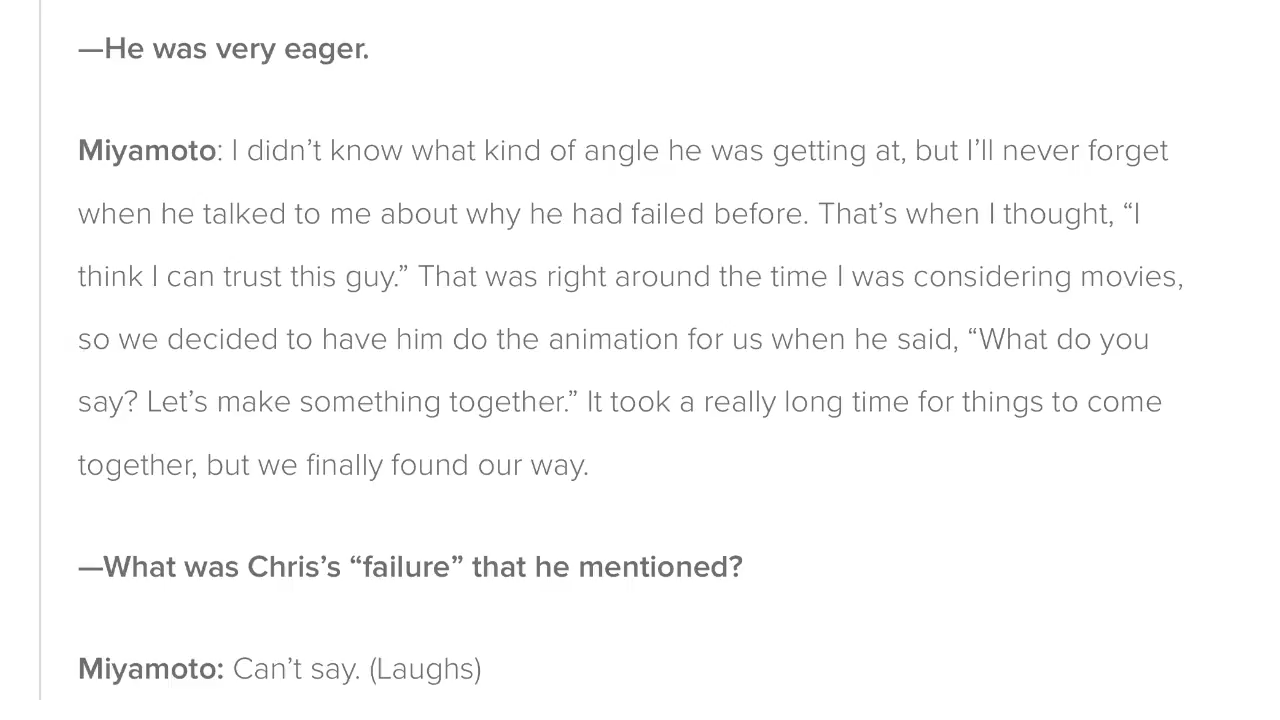 —He was very eager.
Miyamoto: I didn’t know what kind of angle he was getting at, but I’ll never forget
when he talked to me about why he had failed before. That’s when I thought, “I
think I can trust this guy.” That was right around the time I was considering movies,
so we decided to have him do the animation for us when he said, “What do you
say? Let’s make something together.” It took a really long time for things to come
together, but we finally found our way.
—What was Chris’s “failure” that he mentioned?
Miyamoto: Can’t say. (Laughs)